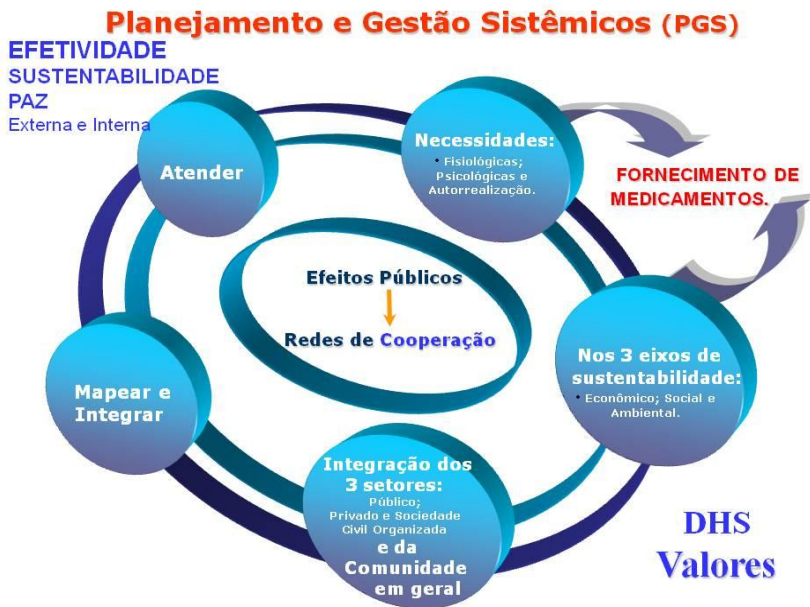 Planejamento e Gestão Sistêmicos (PGS)
EFETIVIDADE
SUSTENTABILIDADE
PAZ
Externa e Interna
Atender
Necessidades:
• Fisiológicas;
Psicológicas e
Autorrealização.
FORNECIMENTO DE
MEDICAMENTOS.
Efeitos Públicos
Redes de Cooperação
Nos 3 eixos de
sustentabilidade:
• Econômico; Social e
Ambiental.
Mapear e
Integrar
Integração dos
3 setores:
Público;
Privado e Sociedade
Civil Organizada
e da
Comunidade
em geral
DHS
Valores